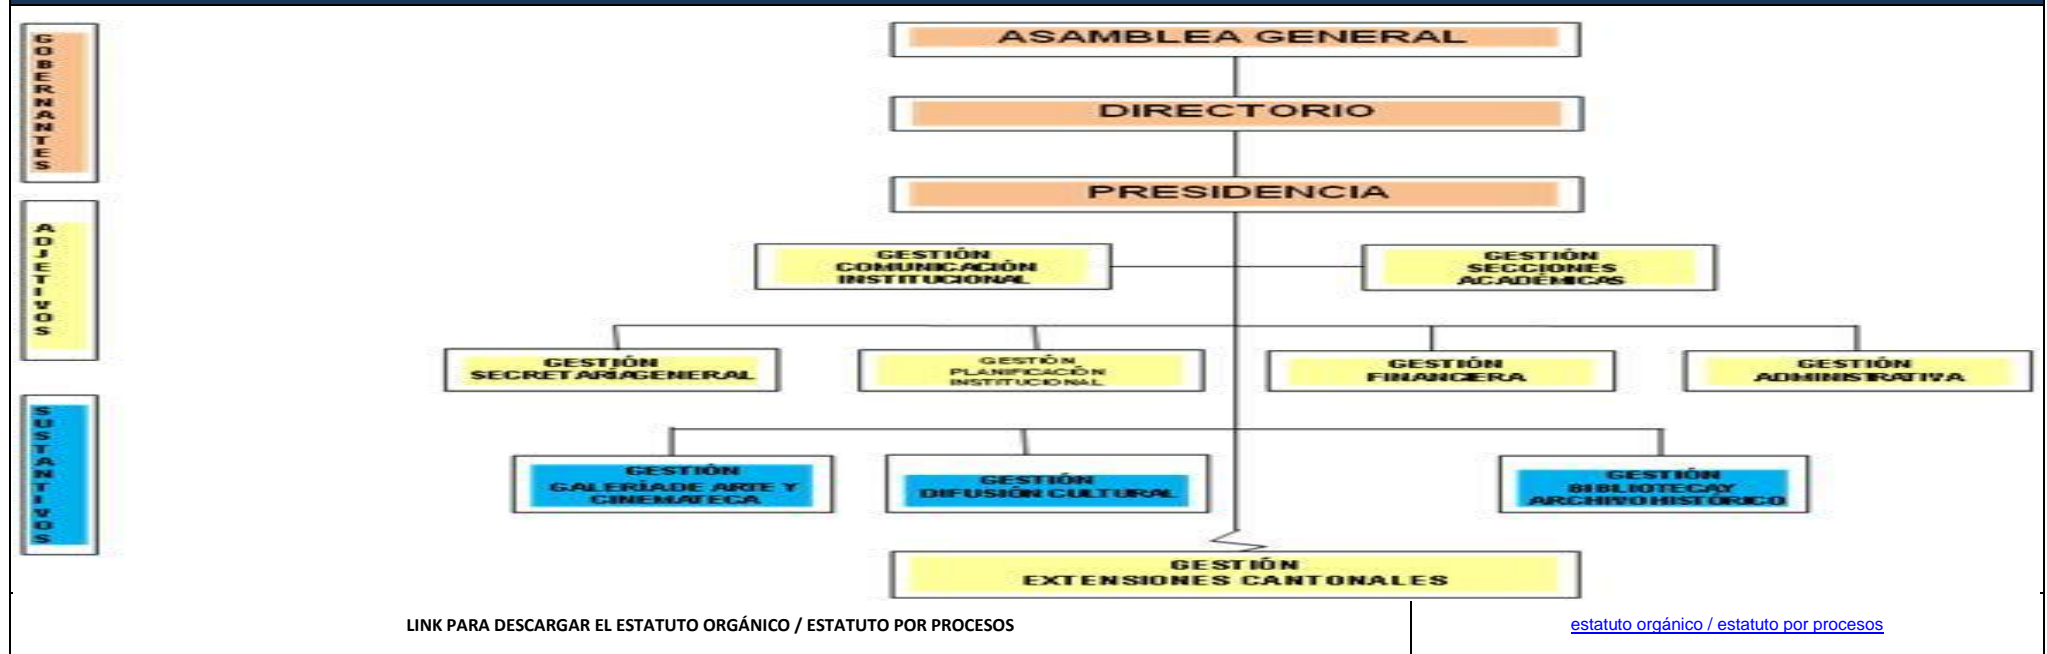 GOBERNANTES
ASAMBLEA GENERAL
DIRECTORIO
PRESIDENCIA
ADJETIVOS
GESTIÓN
COMUNICACIÓN
INSTITUCIONAL
GESTIÓN
SECCIONES
ACADÉMICAS
GESTIÓN
SECRETARÍA GENERAL
GESTIÓN
PLANIFICACIÓN
INSTITUCIONAL
GESTIÓN
FINANCIERA
GESTIÓN
ADMINISTRATIVA
SUSTANTIVOS
GESTIÓN
GALERÍA DE ARTE Y
CINEMATECA
GESTIÓN
DIFUSIÓN CULTURAL
GESTIÓN
BIBLIOTECA Y
ARCHIVO HISTÓRICO
GESTIÓN
EXTENSIONES CANTONALES
LINK PARA DESCARGAR EL ESTATUTO ORGÁNICO / ESTATUTO POR PROCESOS
estatuto orgánico / estatuto por procesos